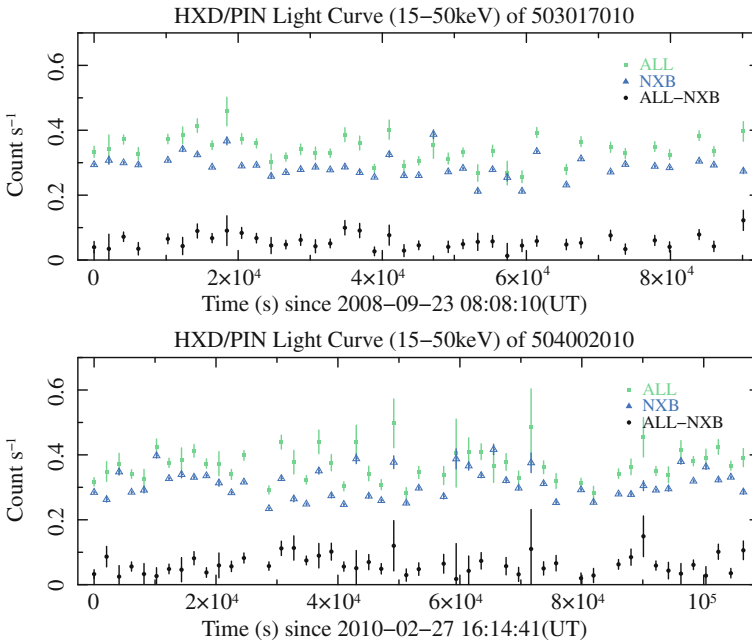 HXD/PIN Light Curve (15−50keV) of 503017010
0.6
0.4
0.2
0
Count s⁻¹
ALL
NXB
ALL−NXB
0
2×10⁴
4×10⁴
6×10⁴
8×10⁴
Time (s) since 2008−09−23 08:08:10(UT)
HXD/PIN Light Curve (15−50keV) of 504002010
0.6
0.4
0.2
0
Count s⁻¹
ALL
NXB
ALL−NXB
0
2×10⁴
4×10⁴
6×10⁴
8×10⁴
10⁵
Time (s) since 2010−02−27 16:14:41(UT)